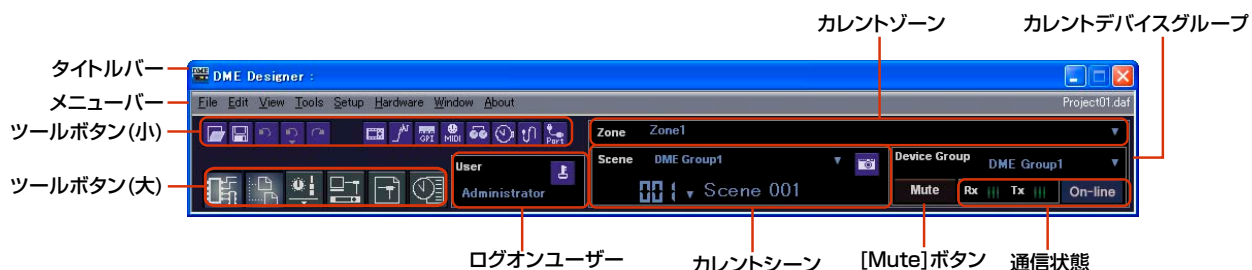 カレントゾーン
カレントデバイスグループ
タイトルバー
DME Designer :
メニューバー
File Edit View Tools Setup Hardware Window About
Project01.daf
ツールボタン(小)
GPI MIDI Port
Zone Zone1
ツールボタン(大)
User
Administrator
Scene DME Group1
001 Scene 001
Device Group DME Group1
Mute Rx Tx On-line
ログオンユーザー
カレントシーン
[Mute]ボタン
通信状態